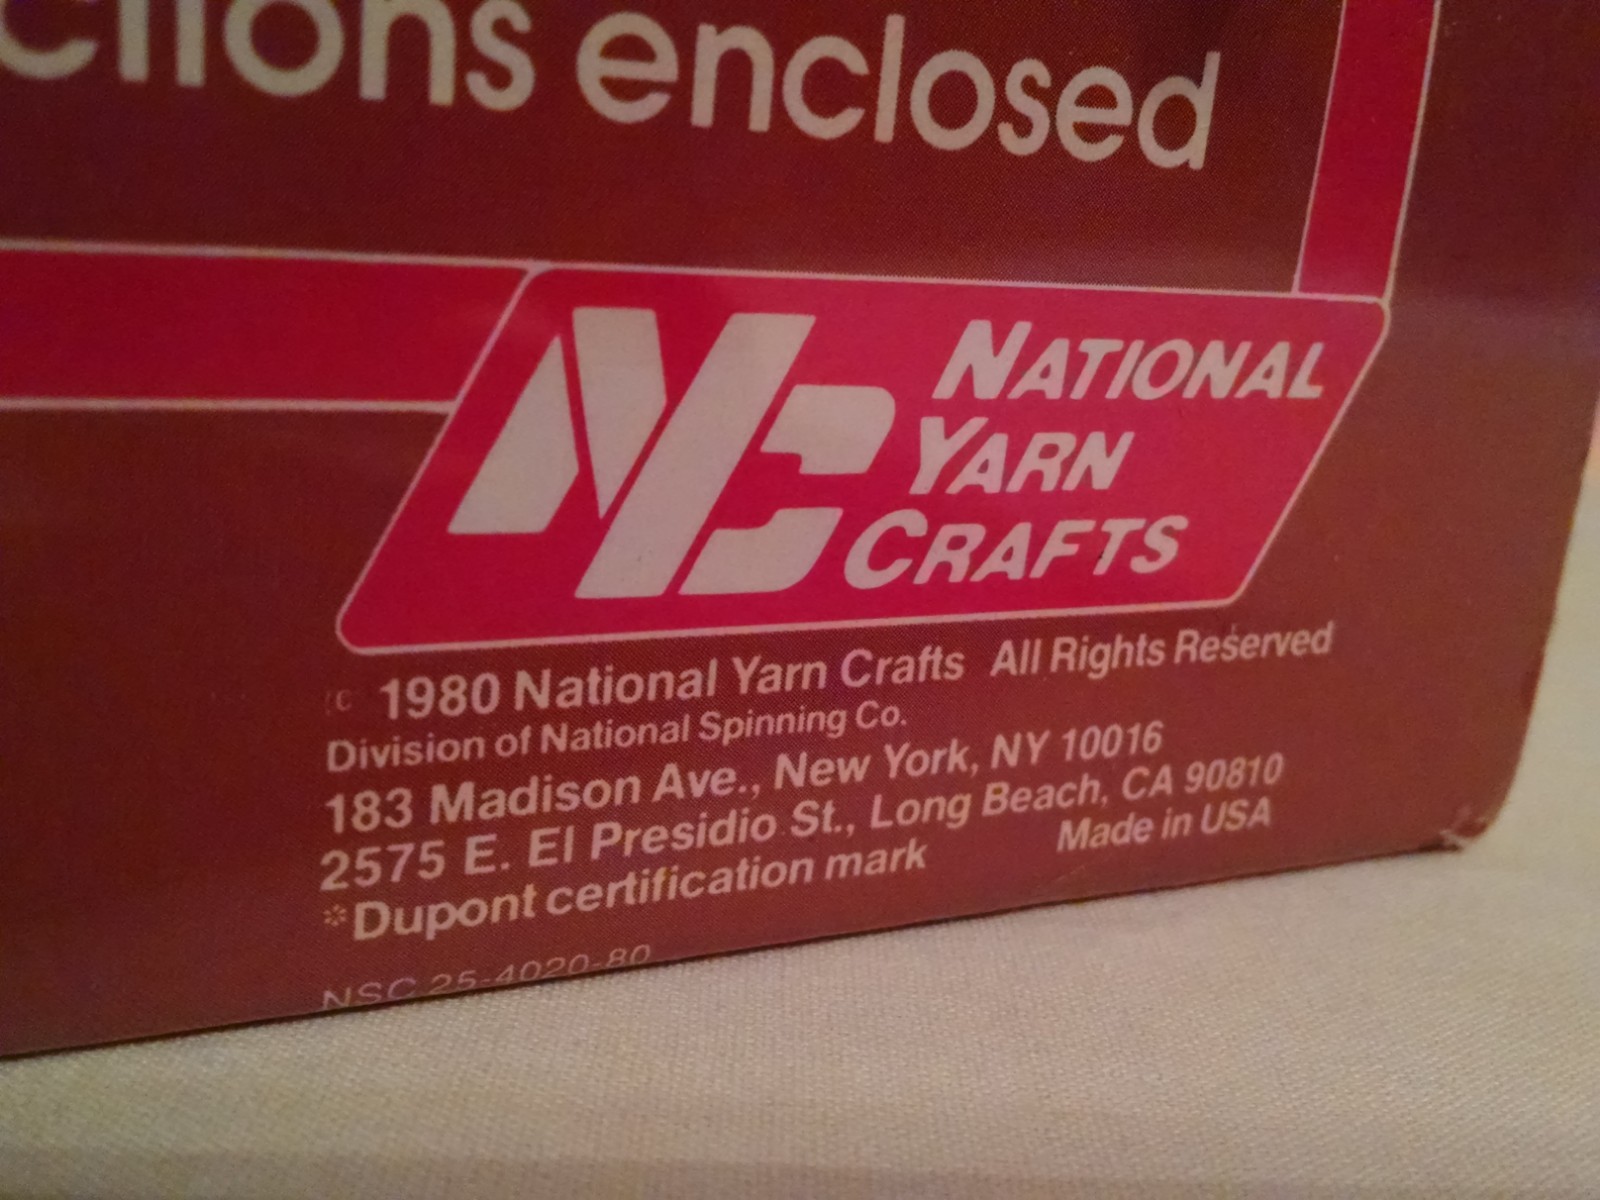 ctions enclosed
NYC
NATIONAL
YARN
CRAFTS
© 1980 National Yarn Crafts All Rights Reserved
Division of National Spinning Co.
183 Madison Ave., New York, NY 10016
2575 E. El Presidio St., Long Beach, CA 90810
*Dupont certification mark Made in USA
NSC 25-4020-80